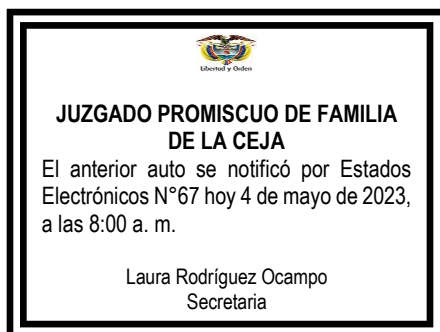 Libertad y Orden
JUZGADO PROMISCUO DE FAMILIA
DE LA CEJA
El anterior auto se notificó por Estados
Electrónicos N°67 hoy 4 de mayo de 2023,
a las 8:00 a. m.
Laura Rodríguez Ocampo
Secretaria